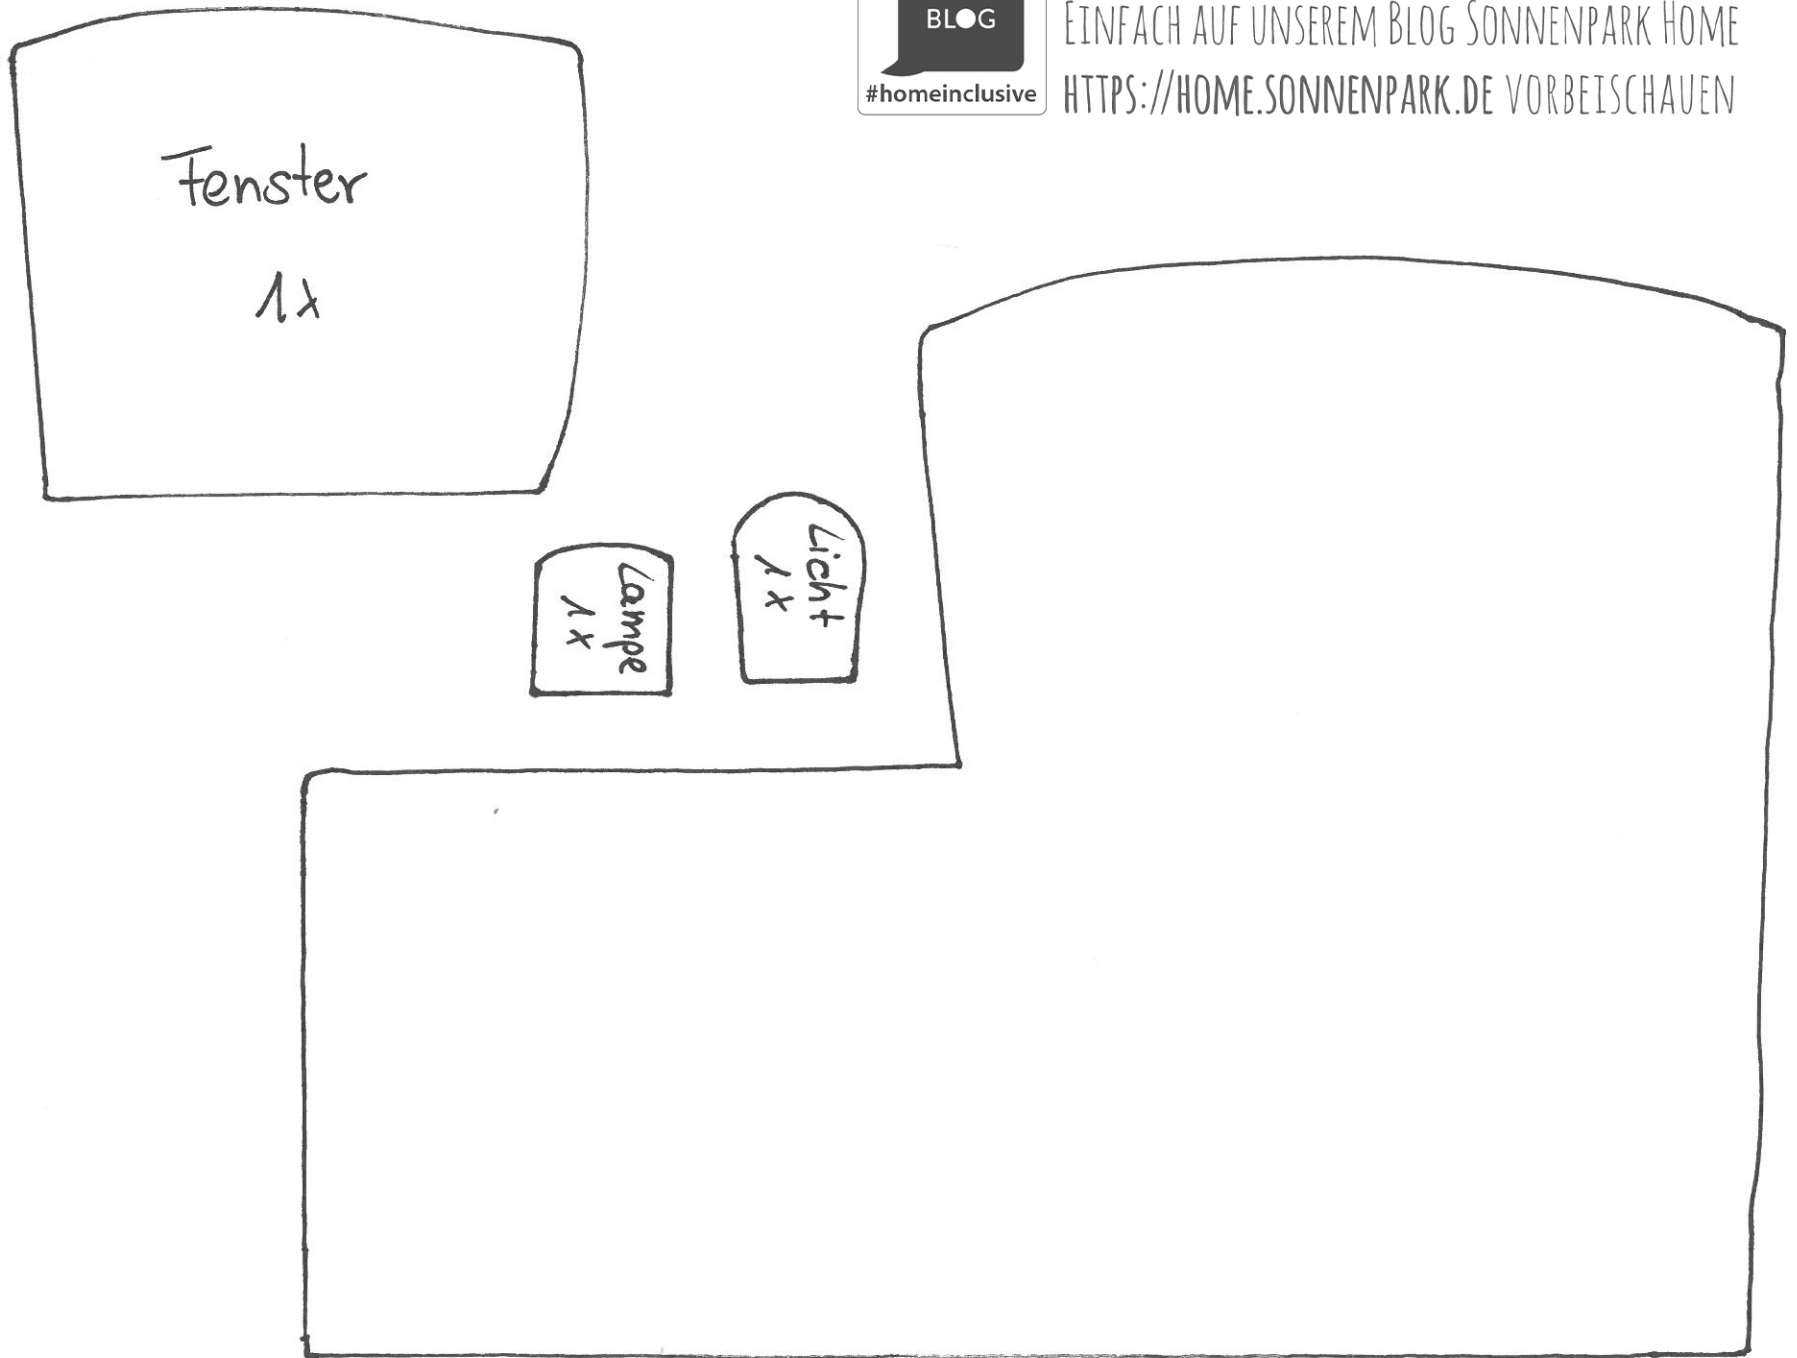 BLOG
#homeinclusive
EINFACH AUF UNSEREM BLOG SONNENPARK HOME
HTTPS://HOME.SONNENPARK.DE VORBEISCHAUEN
Fenster
1x
Licht
1x
Lampe
1x